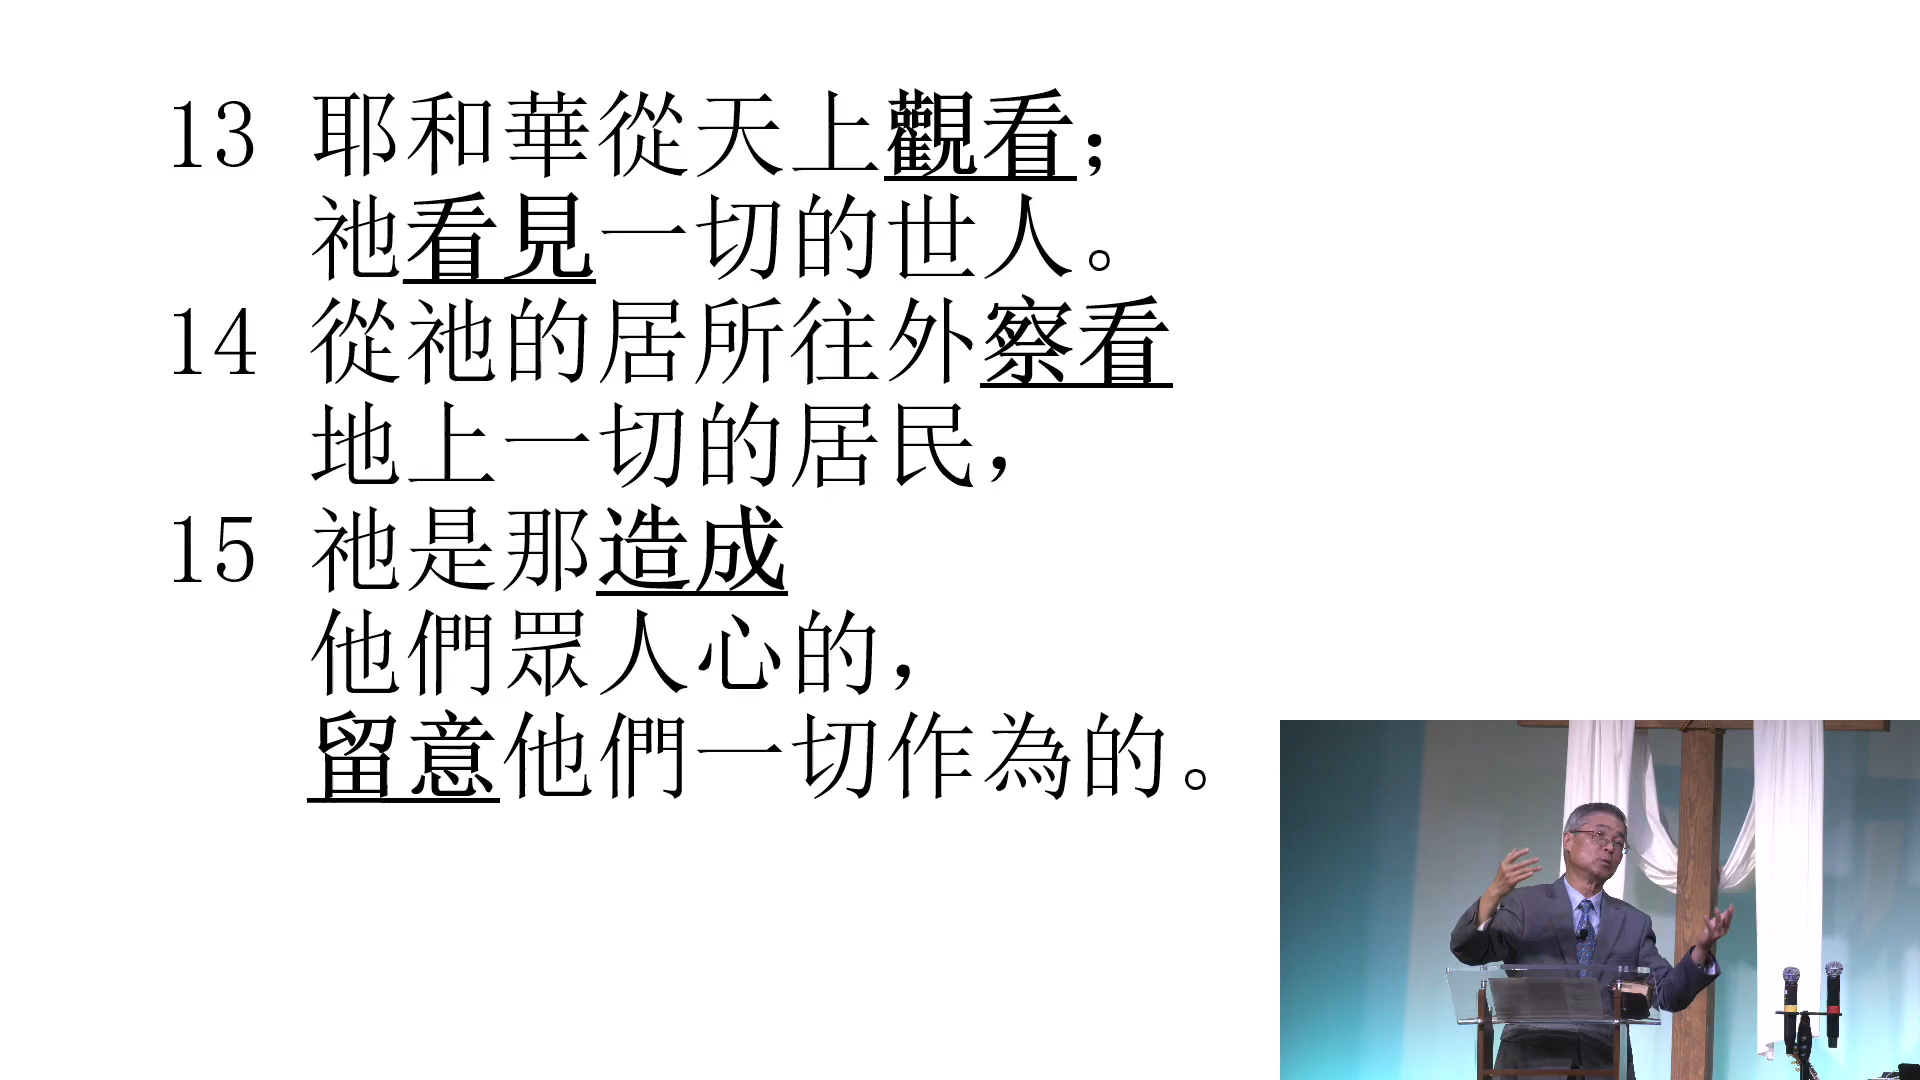 13 耶和華從天上觀看；
祂看見一切的世人。
14 從祂的居所往外察看
地上一切的居民，
15 祂是那造成
他們眾人心的，
留意他們一切作為的。